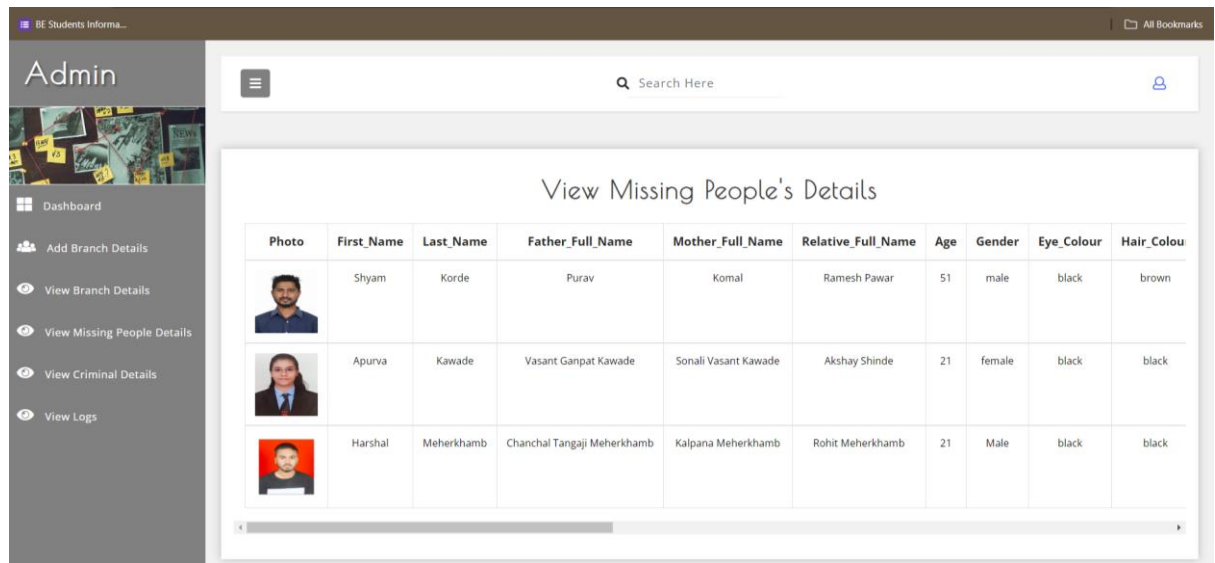 BE Students Informa...
All Bookmarks
Admin
Search Here
NEWS
Dashboard
Add Branch Details
View Branch Details
View Missing People Details
View Criminal Details
View Logs
View Missing People's Details
Photo First_Name Last_Name Father_Full_Name Mother_Full_Name Relative_Full_Name Age Gender Eye_Colour Hair_Colou
Shyam Korde Purav Komal Ramesh Pawar 51 male black brown
Apurva Kawade Vasant Ganpat Kawade Sonali Vasant Kawade Akshay Shinde 21 female black black
Harshal Meherkhamb Chanchal Tangaji Meherkhamb Kalpana Meherkhamb Rohit Meherkhamb 21 Male black black